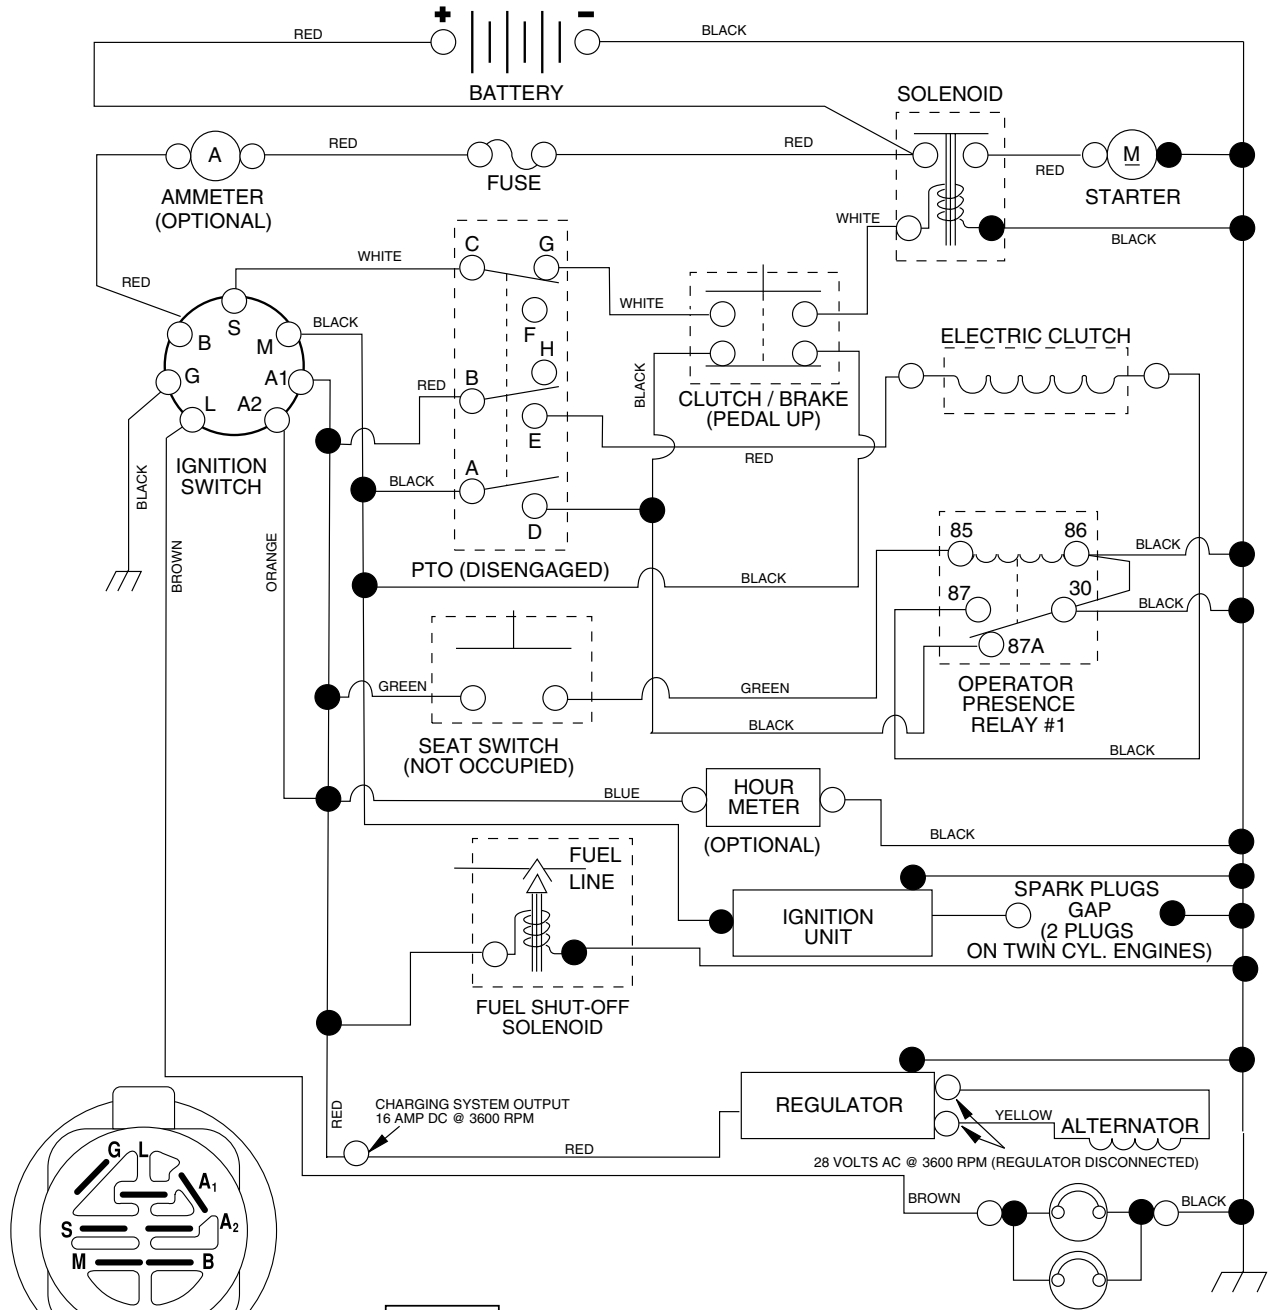 + -
RED
BLACK
BATTERY
SOLENOID
A
RED
RED
RED
M
AMMETER
(OPTIONAL)
FUSE
STARTER
WHITE
BLACK
RED
WHITE
C G
WHITE
F
H
B
E
A
D
S
B
M
G
A1
L
A2
BLACK
RED
BLACK
IGNITION
SWITCH
BLACK
BROWN
ORANGE
BLACK
CLUTCH / BRAKE
(PEDAL UP)
ELECTRIC CLUTCH
RED
PTO (DISENGAGED)
BLACK
85 86
BLACK
87 30
BLACK
87A
OPERATOR
PRESENCE
RELAY #1
GREEN
GREEN
SEAT SWITCH
(NOT OCCUPIED)
BLACK
BLACK
BLUE
HOUR
METER
(OPTIONAL)
BLACK
FUEL
LINE
FUEL SHUT-OFF
SOLENOID
IGNITION
UNIT
SPARK PLUGS
GAP
(2 PLUGS
ON TWIN CYL. ENGINES)
RED
CHARGING SYSTEM OUTPUT
16 AMP DC @ 3600 RPM
RED
REGULATOR
YELLOW
ALTERNATOR
28 VOLTS AC @ 3600 RPM (REGULATOR DISCONNECTED)
BROWN
BLACK
G L
A1
S
A2
M
B